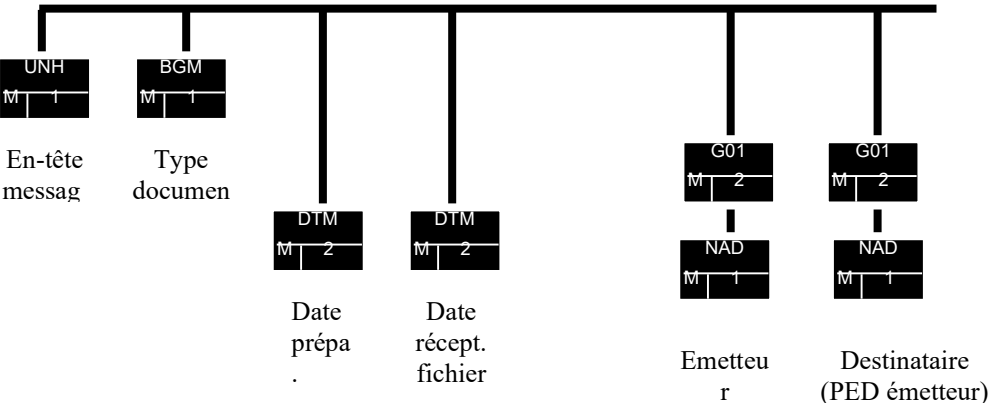 UNH
M 1
En-tête
messag
BGM
M 1
Type
documen
DTM
M 2
Date
prépa
.
DTM
M 2
Date
récept.
fichier
G01
M 2
NAD
M 1
Emetteu
r
G01
M 2
NAD
M 1
Destinataire
(PED émetteur)